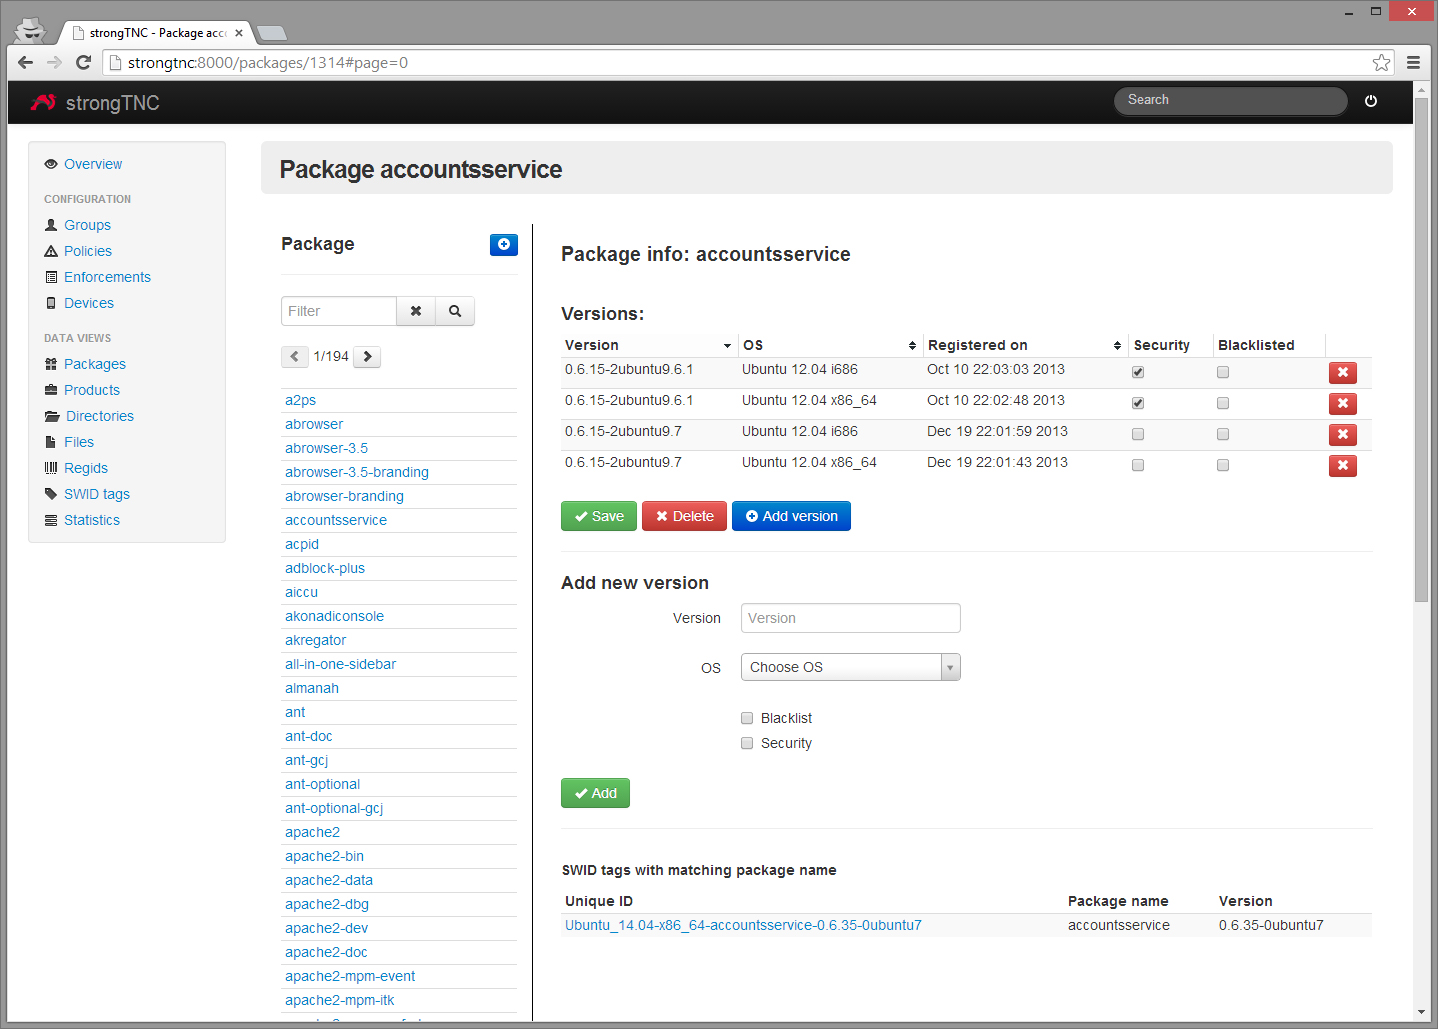 strongTNC - Package acc
strongtnc:8000/packages/1314#page=0
strongTNC
Search
Overview
CONFIGURATION
Groups
Policies
Enforcements
Devices
DATA VIEWS
Packages
Products
Directories
Files
Regids
SWID tags
Statistics
Package accountsservice
Package
Filter
1/194
a2ps
abrowser
abrowser-3.5
abrowser-3.5-branding
abrowser-branding
accountsservice
acpid
adblock-plus
aiccu
akonadiconsole
akregator
all-in-one-sidebar
almanah
ant
ant-doc
ant-gcj
ant-optional
ant-optional-gcj
apache2
apache2-bin
apache2-data
apache2-dbg
apache2-dev
apache2-doc
apache2-mpm-event
apache2-mpm-itk
Package info: accountsservice
Versions:
Version OS Registered on Security Blacklisted
0.6.15-2ubuntu9.6.1 Ubuntu 12.04 i686 Oct 10 22:03:03 2013
0.6.15-2ubuntu9.6.1 Ubuntu 12.04 x86_64 Oct 10 22:02:48 2013
0.6.15-2ubuntu9.7 Ubuntu 12.04 i686 Dec 19 22:01:59 2013
0.6.15-2ubuntu9.7 Ubuntu 12.04 x86_64 Dec 19 22:01:43 2013
Save Delete Add version
Add new version
Version Version
OS Choose OS
Blacklist
Security
Add
SWID tags with matching package name
Unique ID Package name Version
Ubuntu_14.04-x86_64-accountsservice-0.6.35-0ubuntu7 accountsservice 0.6.35-0ubuntu7